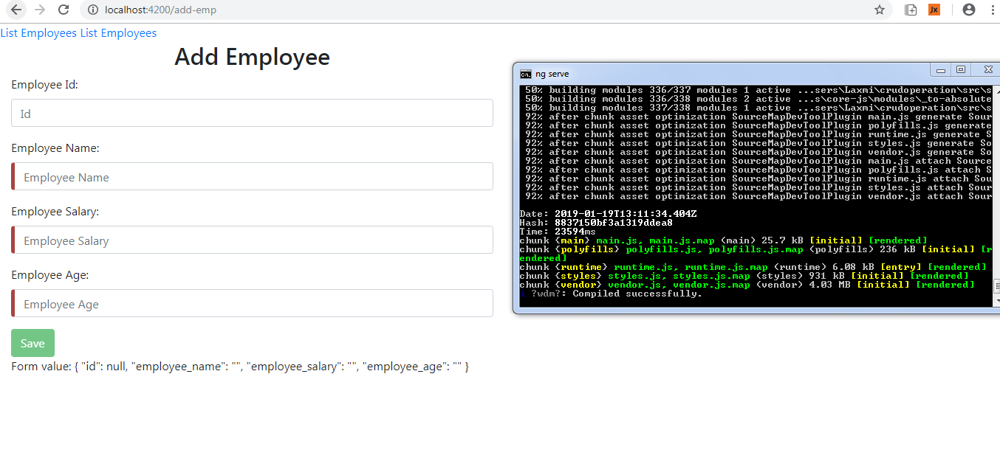 localhost:4200/add-emp
Jx
List Employees List Employees
Add Employee
Employee Id:
Id
Employee Name:
Employee Name
Employee Salary:
Employee Salary
Employee Age:
Employee Age
Save
Form value: { "id": null, "employee_name": "", "employee_salary": "", "employee_age": "" }
C:\.
ng serve
50% building modules 336/337 modules 1 active ...sers\Laxmi\crudoperation\src\s
50% building modules 336/338 modules 2 active ...s\core-js\modules\_to-absolute
50% building modules 337/338 modules 1 active ...sers\Laxmi\crudoperation\src\s
92% after chunk asset optimization SourceMapDevToolPlugin main.js generate Sour
92% after chunk asset optimization SourceMapDevToolPlugin polyfills.js generate
92% after chunk asset optimization SourceMapDevToolPlugin runtime.js generate S
92% after chunk asset optimization SourceMapDevToolPlugin styles.js generate So
92% after chunk asset optimization SourceMapDevToolPlugin vendor.js generate So
92% after chunk asset optimization SourceMapDevToolPlugin main.js attach Source
92% after chunk asset optimization SourceMapDevToolPlugin polyfills.js attach S
92% after chunk asset optimization SourceMapDevToolPlugin runtime.js attach Sou
92% after chunk asset optimization SourceMapDevToolPlugin styles.js attach Sour
92% after chunk asset optimization SourceMapDevToolPlugin vendor.js attach Sour
Date: 2019-01-19T13:11:34.404Z
Hash: 8837150bf3a1319ddea8
Time: 23594ms
chunk {main} main.js, main.js.map (main) 25.7 kB [initial] [rendered]
chunk {polyfills} polyfills.js, polyfills.js.map (polyfills) 236 kB [initial] [r
endered]
chunk {runtime} runtime.js, runtime.js.map (runtime) 6.08 kB [entry] [rendered]
chunk {styles} styles.js, styles.js.map (styles) 931 kB [initial] [rendered]
chunk {vendor} vendor.js, vendor.js.map (vendor) 4.03 MB [initial] [rendered]
i ?wdm?: Compiled successfully.